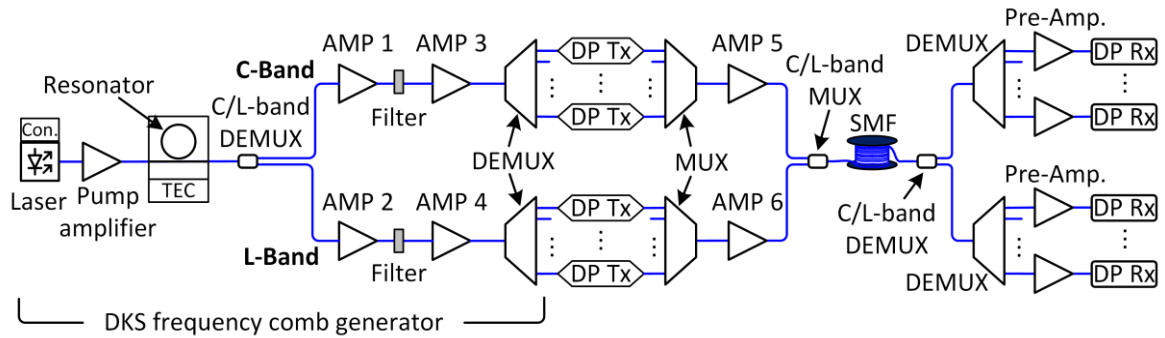 Con.
Laser
Pump
amplifier
Resonator
TEC
C/L-band
DEMUX
C-Band
L-Band
AMP 1
Filter
AMP 3
AMP 2
Filter
AMP 4
DEMUX
DP Tx
DP Tx
DP Tx
DP Tx
MUX
AMP 5
AMP 6
C/L-band
MUX
SMF
C/L-band
DEMUX
DEMUX
Pre-Amp.
DP Rx
DP Rx
DEMUX
Pre-Amp.
DP Rx
DP Rx
DKS frequency comb generator